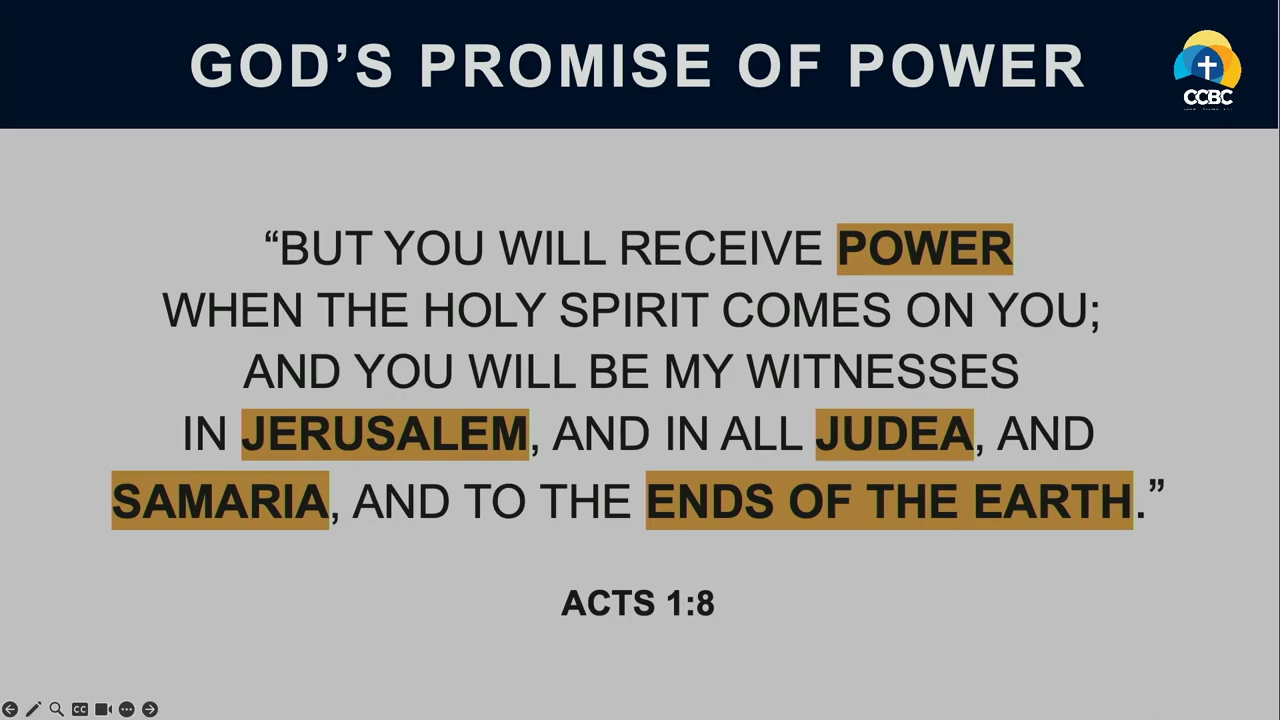 GOD’S PROMISE OF POWER
CCBC
“BUT YOU WILL RECEIVE POWER
WHEN THE HOLY SPIRIT COMES ON YOU;
AND YOU WILL BE MY WITNESSES
IN JERUSALEM, AND IN ALL JUDEA, AND
SAMARIA, AND TO THE ENDS OF THE EARTH.”
ACTS 1:8
CC